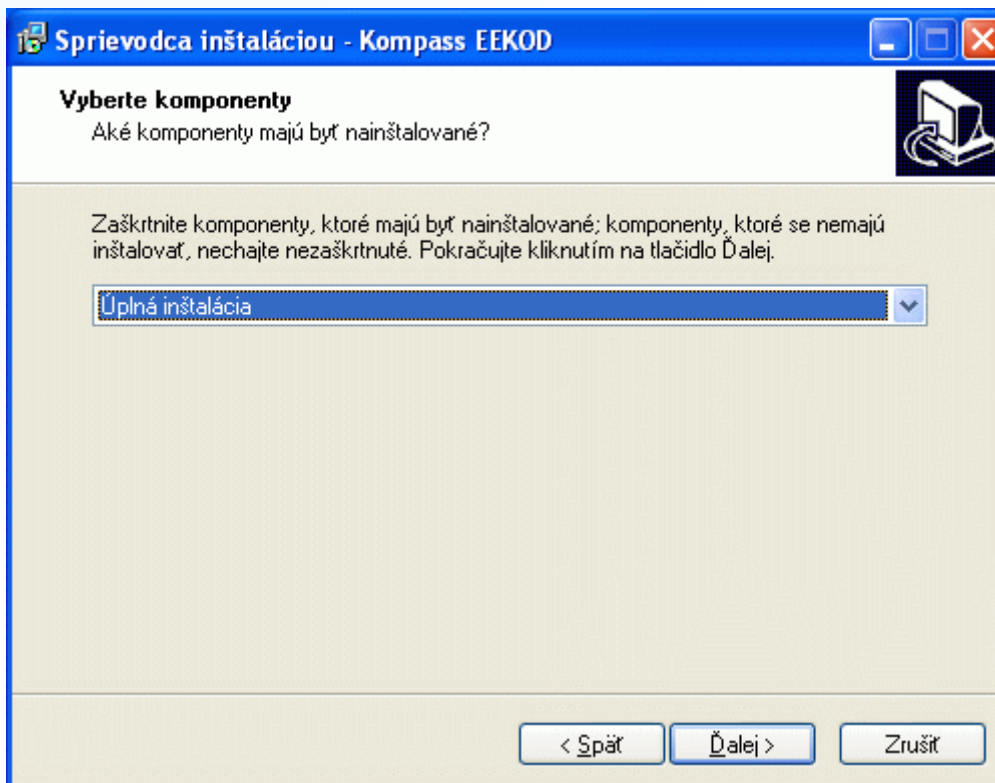 Sprievodca inštaláciou - Kompass EEKOD
Vyberte komponenty
Aké komponenty majú byť nainštalované?
Zaškrtnite komponenty, ktoré majú byť nainštalované; komponenty, ktoré se nemajú
inštalovať, nechajte nezaškrtnuté. Pokračujte kliknutím na tlačidlo Ďalej.
Úplná inštalácia
< Späť
Ďalej >
Zrušiť